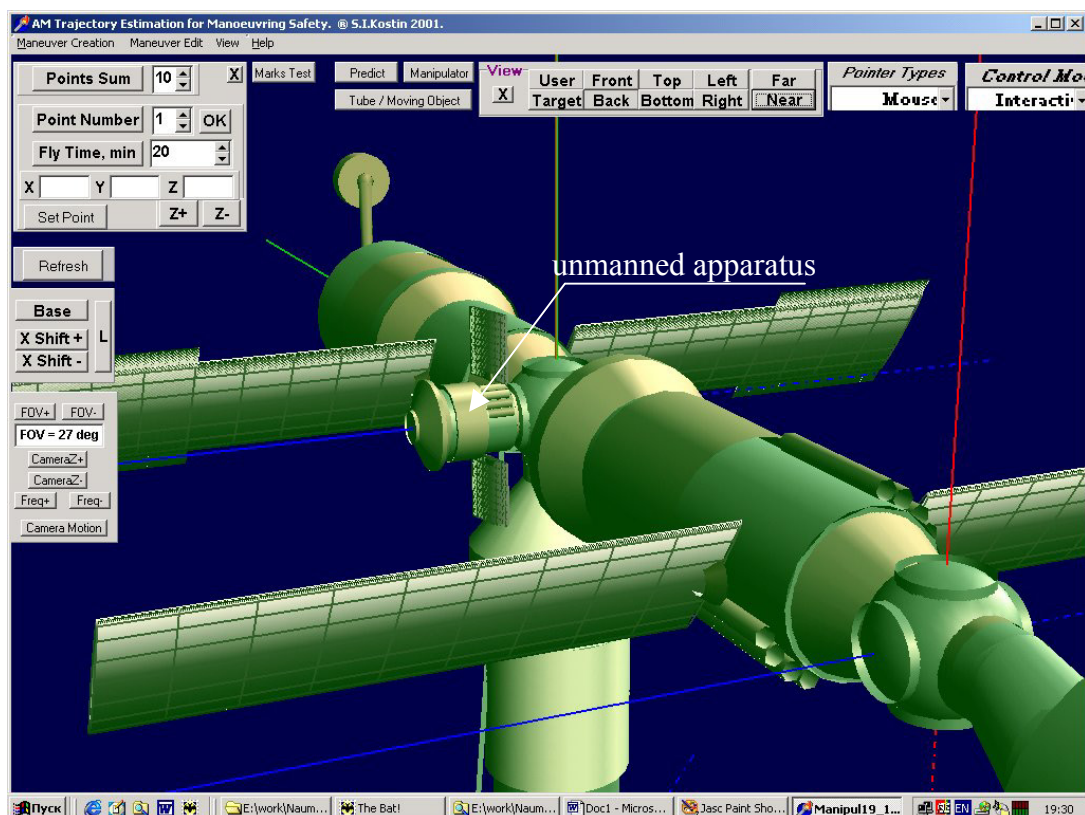 AM Trajectory Estimation for Manoeuvring Safety. ® S.I.Kostin 2001.
Maneuver Creation Maneuver Edit View Help
Points Sum 10 X
Marks Test
Predict Manipulator
Tube / Moving Object
View
X
User Front Top Left Far
Target Back Bottom Right Near
Pointer Types
Mouse
Control Mo
Interacti
Point Number 1 OK
Fly Time, min 20
X Y Z
Set Point Z+ Z-
Refresh
unmanned apparatus
Base
X Shift +
X Shift -
L
FOV+ FOV-
FOV = 27 deg
CameraZ+
CameraZ-
Freq+ Freq-
Camera Motion
Пуск E:\work\Naum... The Bat! E:\work\Naum... Doc1 - Micros... Jasc Paint Sho... Manipul19_1... EN 19:30